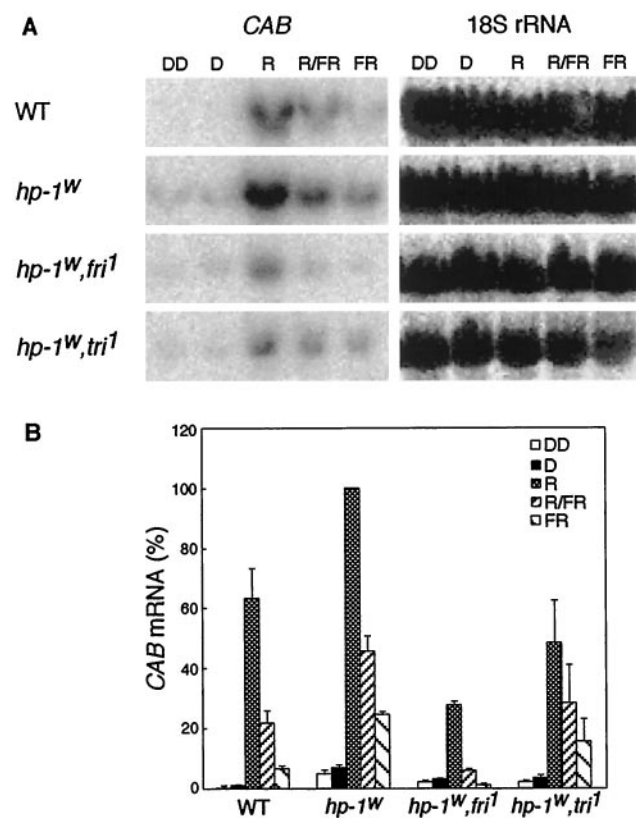 A
CAB 18S rRNA
DD D R R/FR FR DD D R R/FR FR
WT
hp-1ᵂ
hp-1ᵂ,fri¹
hp-1ᵂ,tri¹
B
120
100
80
60
40
20
0
CAB mRNA (%)
DD
D
R
R/FR
FR
WT hp-1ᵂ hp-1ᵂ,fri¹ hp-1ᵂ,tri¹